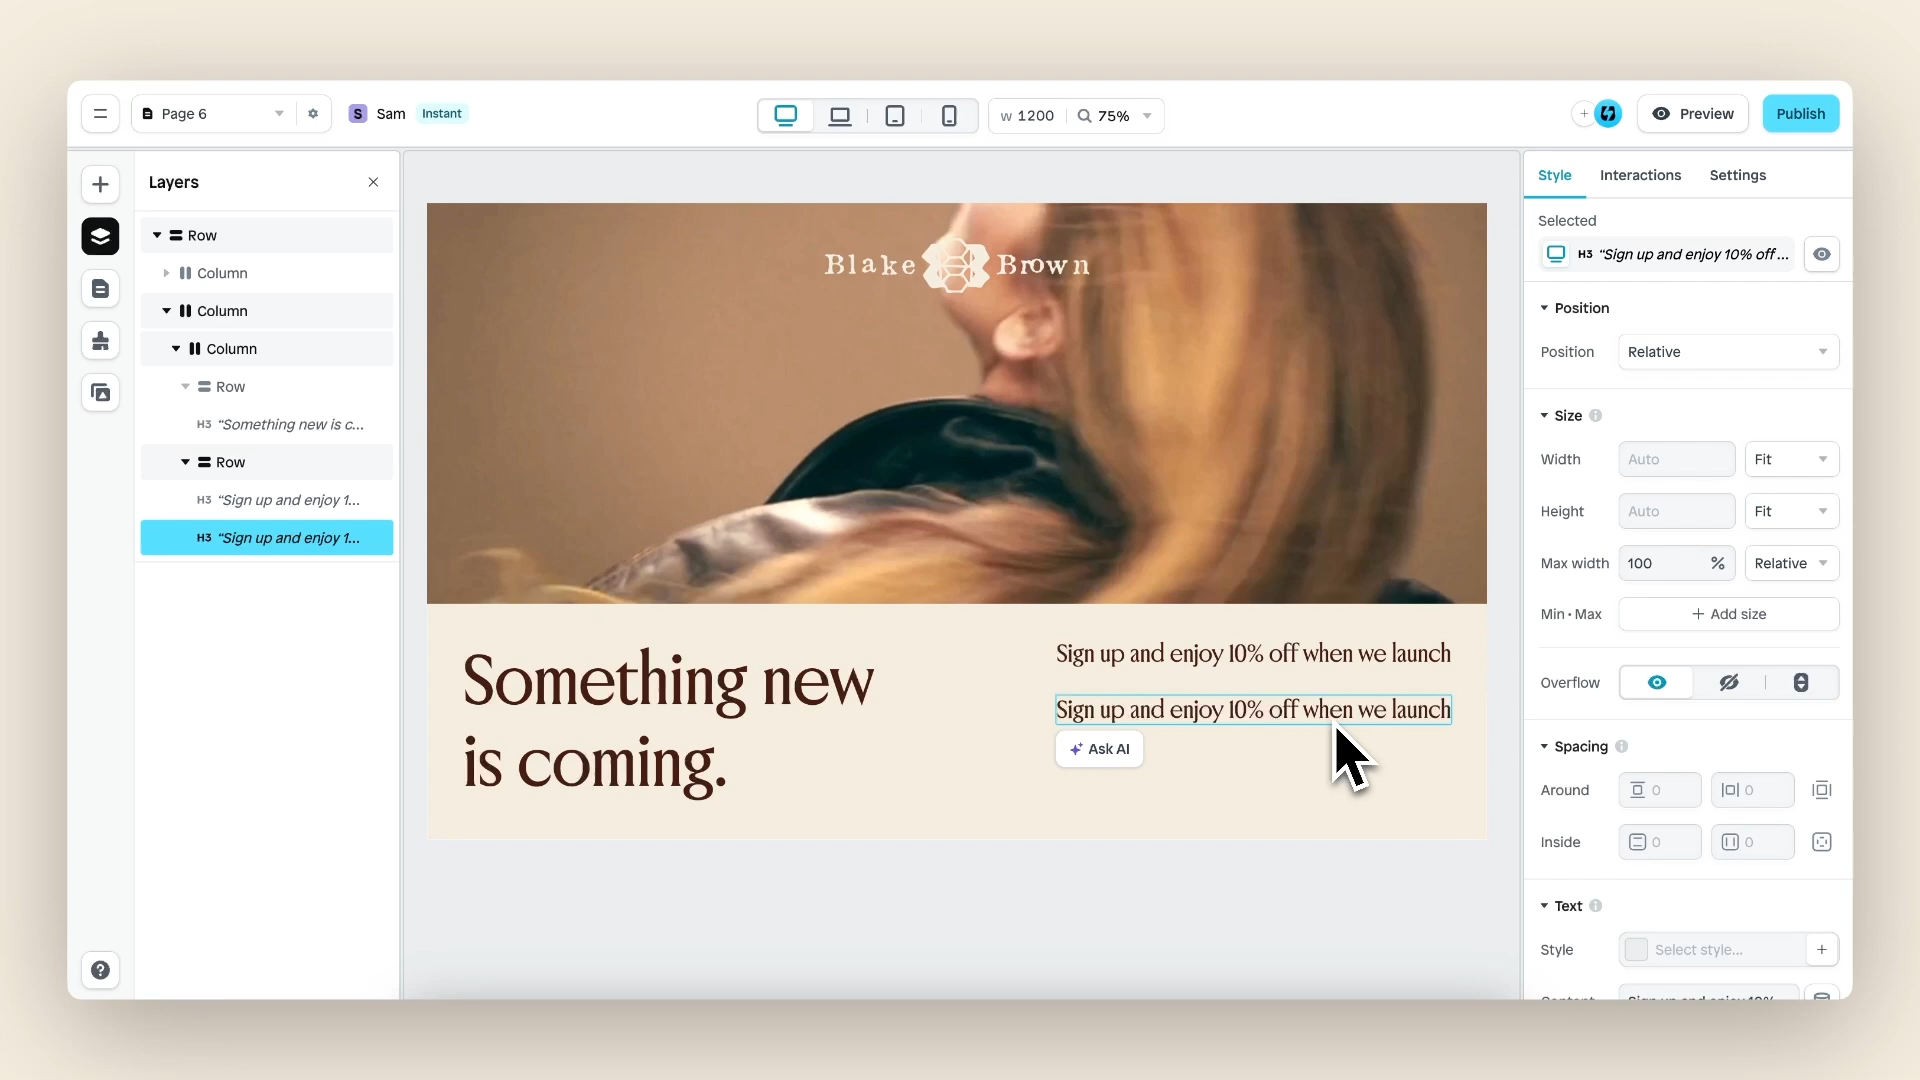 Page 6
S Sam Instant
W 1200
75%
Preview
Publish
Layers
Row
Column
Column
Column
Row
H3 “Something new is c...
Row
H3 “Sign up and enjoy 1...
H3 “Sign up and enjoy 1...
Blake Brown
Something new
is coming.
Sign up and enjoy 10% off when we launch
Sign up and enjoy 10% off when we launch
Ask AI
Style Interactions Settings
Selected
H3 “Sign up and enjoy 10% off ...
Position
Position Relative
Size
Width Auto Fit
Height Auto Fit
Max width 100 % Relative
Min · Max + Add size
Overflow
Spacing
Around 0 0
Inside 0 0
Text
Style Select style... +